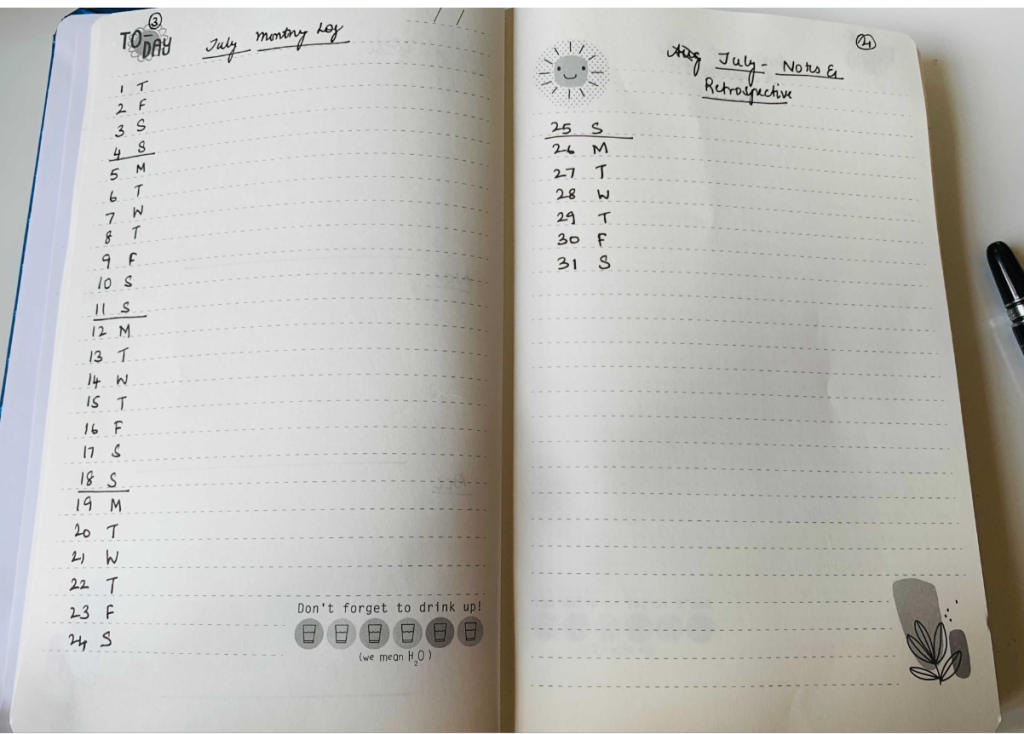 TO-DAY
3
July Monthly Log
1 T
2 F
3 S
4 S
5 M
6 T
7 W
8 T
9 F
10 S
11 S
12 M
13 T
14 W
15 T
16 F
17 S
18 S
19 M
20 T
21 W
22 T
23 F
24 S
Don't forget to drink up!
(we mean H₂O)
4
Aug July - Notes &
Retrospective
25 S
26 M
27 T
28 W
29 T
30 F
31 S